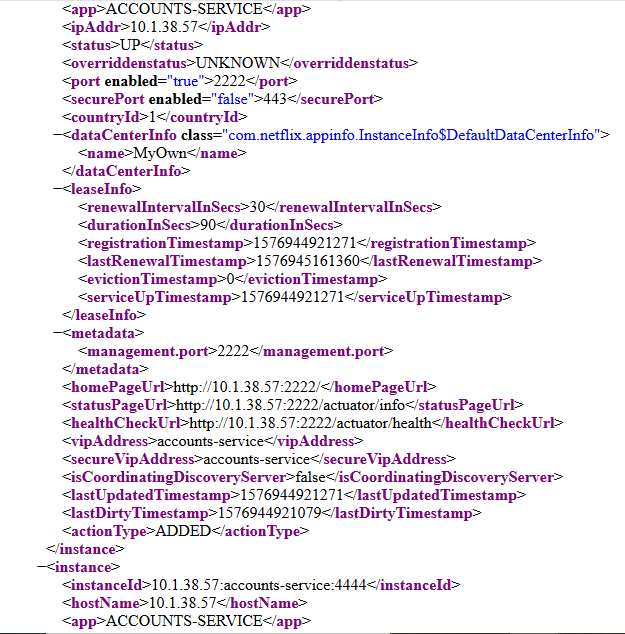 <app>ACCOUNTS-SERVICE</app>
<ipAddr>10.1.38.57</ipAddr>
<status>UP</status>
<overriddenstatus>UNKNOWN</overriddenstatus>
<port enabled="true">2222</port>
<securePort enabled="false">443</securePort>
<countryId>1</countryId>
−<dataCenterInfo class="com.netflix.appinfo.InstanceInfo$DefaultDataCenterInfo">
<name>MyOwn</name>
</dataCenterInfo>
−<leaseInfo>
<renewalIntervalInSecs>30</renewalIntervalInSecs>
<durationInSecs>90</durationInSecs>
<registrationTimestamp>1576944921271</registrationTimestamp>
<lastRenewalTimestamp>1576945161360</lastRenewalTimestamp>
<evictionTimestamp>0</evictionTimestamp>
<serviceUpTimestamp>1576944921271</serviceUpTimestamp>
</leaseInfo>
−<metadata>
<management.port>2222</management.port>
</metadata>
<homePageUrl>http://10.1.38.57:2222/</homePageUrl>
<statusPageUrl>http://10.1.38.57:2222/actuator/info</statusPageUrl>
<healthCheckUrl>http://10.1.38.57:2222/actuator/health</healthCheckUrl>
<vipAddress>accounts-service</vipAddress>
<secureVipAddress>accounts-service</secureVipAddress>
<isCoordinatingDiscoveryServer>false</isCoordinatingDiscoveryServer>
<lastUpdatedTimestamp>1576944921271</lastUpdatedTimestamp>
<lastDirtyTimestamp>1576944921079</lastDirtyTimestamp>
<actionType>ADDED</actionType>
</instance>
−<instance>
<instanceId>10.1.38.57:accounts-service:4444</instanceId>
<hostName>10.1.38.57</hostName>
<app>ACCOUNTS-SERVICE</app>